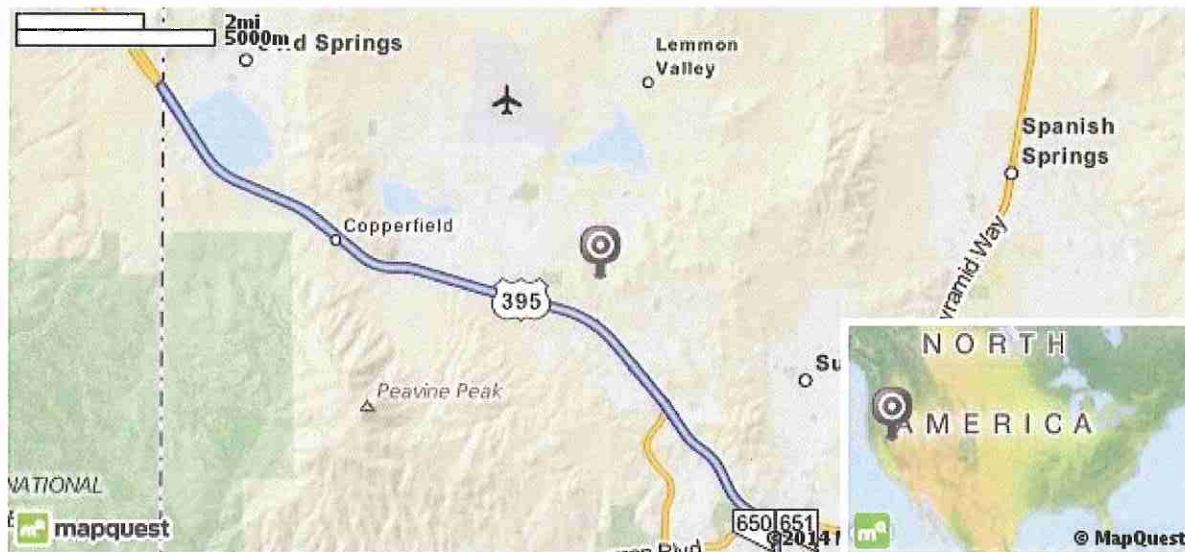 2mi
5000m
Springs
Lemmon
Valley
Spanish
Springs
Copperfield
395
Pyramid Way
Peavine Peak
NORTH
AMERICA
NATIONAL
mapquest
650
651
©2014
© MapQuest